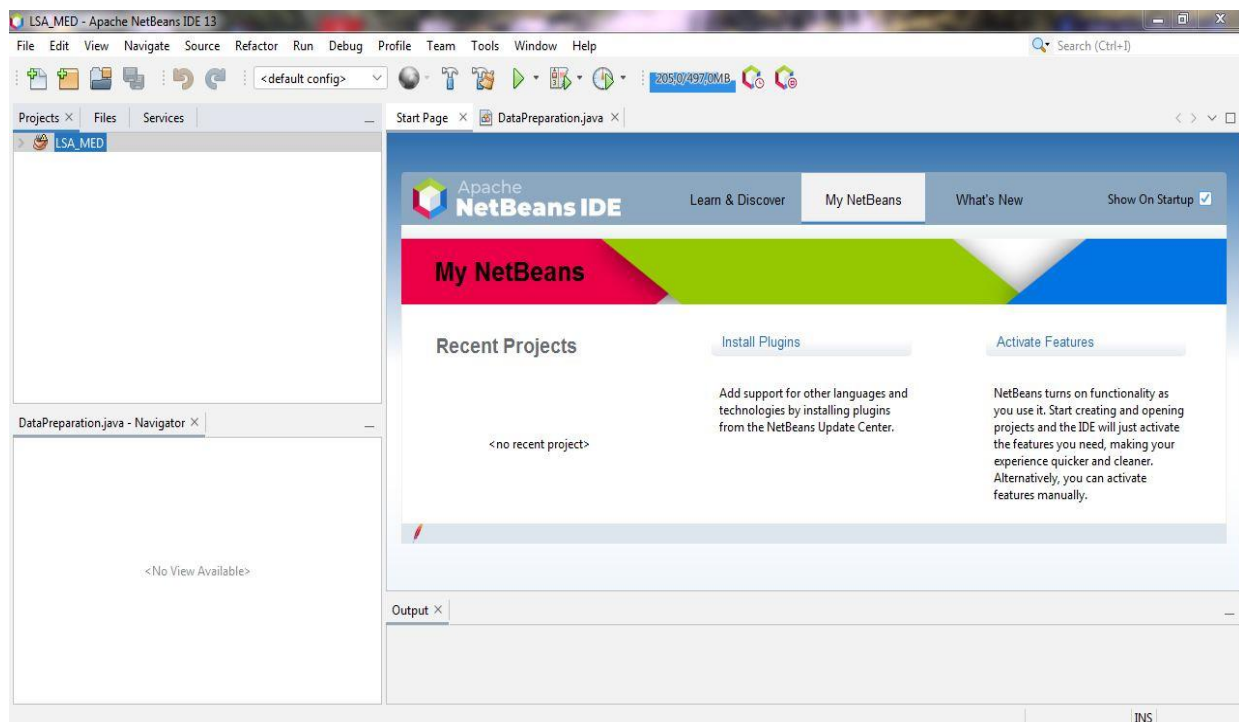 LSA_MED - Apache NetBeans IDE 13
File Edit View Navigate Source Refactor Run Debug Profile Team Tools Window Help
Search (Ctrl+I)
<default config>
205,0/497,0MB
Projects Files Services
LSA_MED
Start Page DataPreparation.java
Apache
NetBeans IDE
Learn & Discover
My NetBeans
What's New
Show On Startup
My NetBeans
Recent Projects
<no recent project>
Install Plugins
Add support for other languages and
technologies by installing plugins
from the NetBeans Update Center.
Activate Features
NetBeans turns on functionality as
you use it. Start creating and opening
projects and the IDE will just activate
the features you need, making your
experience quicker and cleaner.
Alternatively, you can activate
features manually.
DataPreparation.java - Navigator
<No View Available>
Output
INS